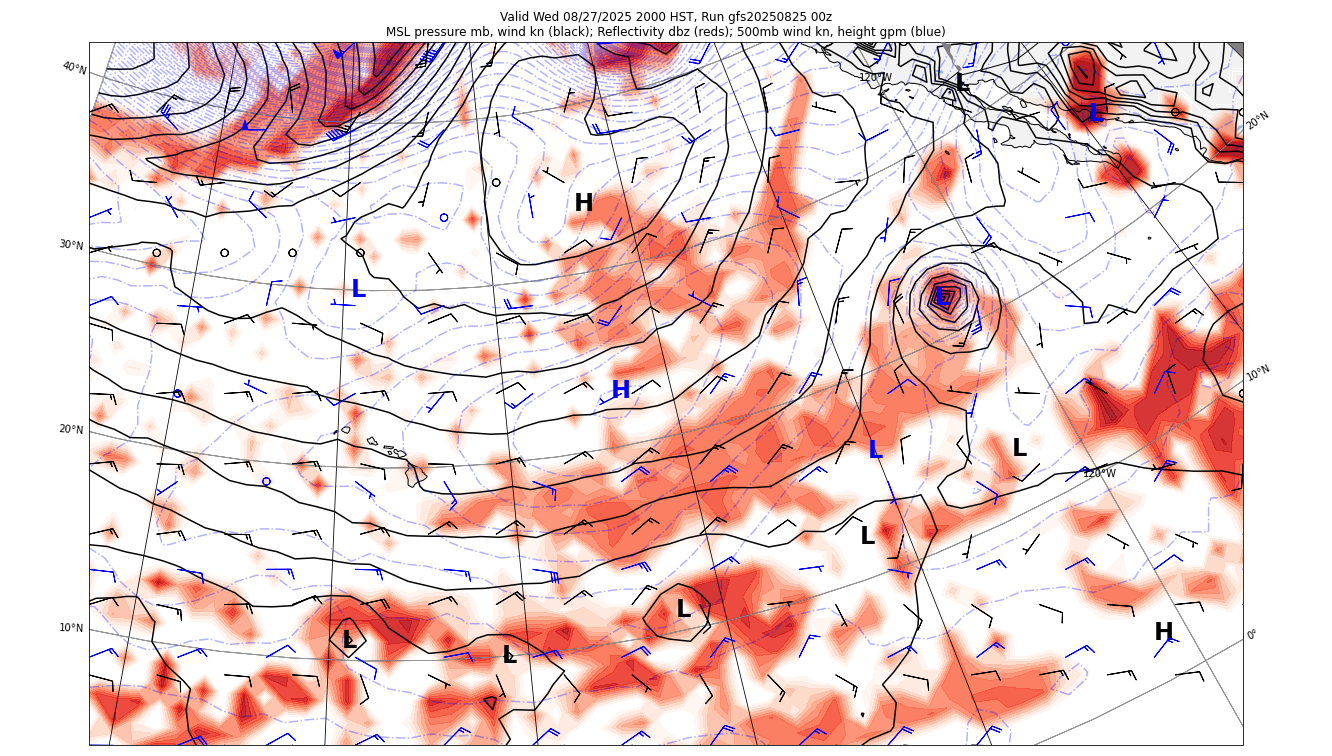 Valid Wed 08/27/2025 2000 HST, Run gfs20250825 00z
MSL pressure mb, wind kn (black); Reflectivity dbz (reds); 500mb wind kn, height gpm (blue)
40°N
120°W
L
L
20°N
H
30°N
L
L
10°N
H
20°N
L
L
120°W
L
L
10°N
L
L
H
0°